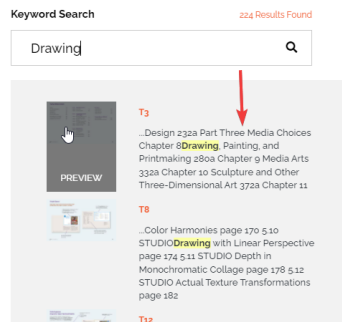 Keyword Search
224 Results Found
Drawing
T3
...Design 232a Part Three Media Choices
Chapter 8Drawing, Painting, and
Printmaking 280a Chapter 9 Media Arts
332a Chapter 10 Sculpture and Other
Three-Dimensional Art 372a Chapter 11
PREVIEW
T8
...Color Harmonies page 170 5.10
STUDIODrawing with Linear Perspective
page 174 5.11 STUDIO Depth in
Monochromatic Collage page 178 5.12
STUDIO Actual Texture Transformations
page 182
T12